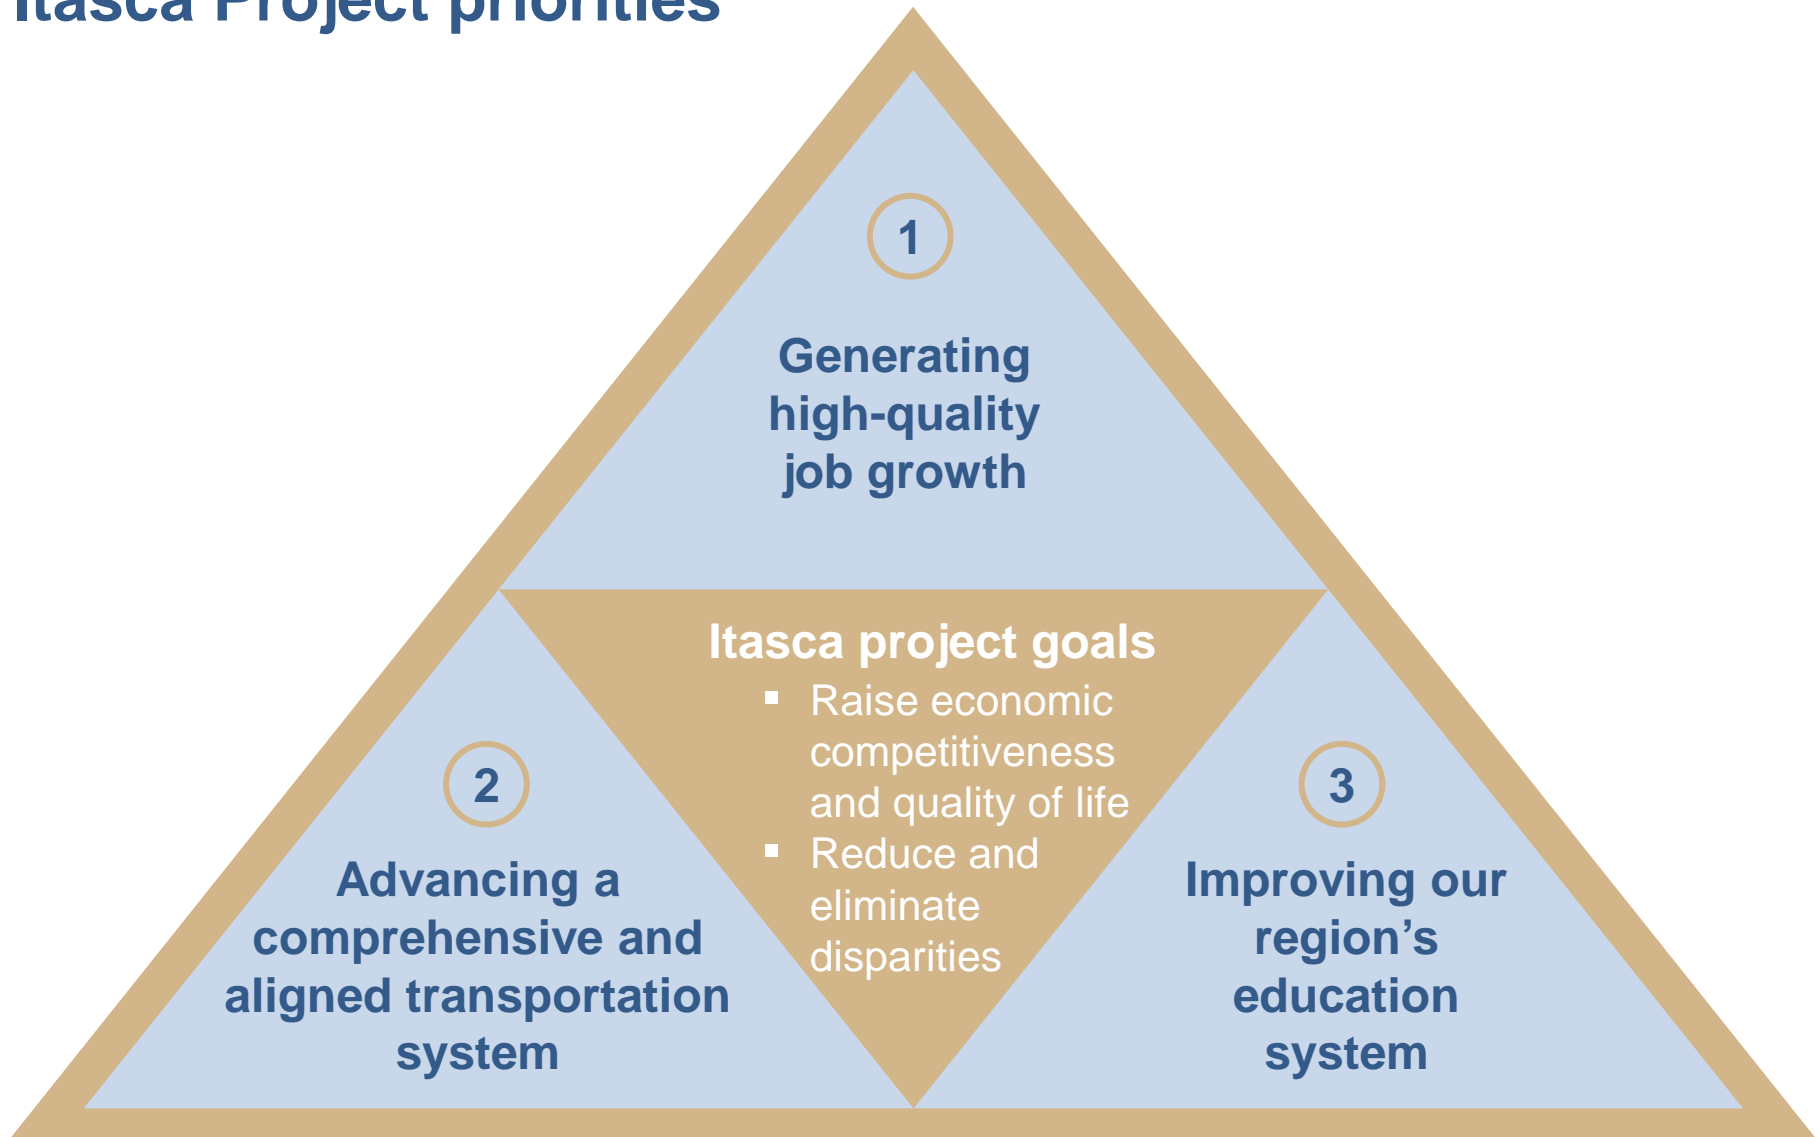 Itasca Project priorities
1
Generating
high-quality
job growth
Itasca project goals
▪ Raise economic
competitiveness
and quality of life
▪ Reduce and
eliminate
disparities
2
Advancing a
comprehensive and
aligned transportation
system
3
Improving our
region’s
education
system